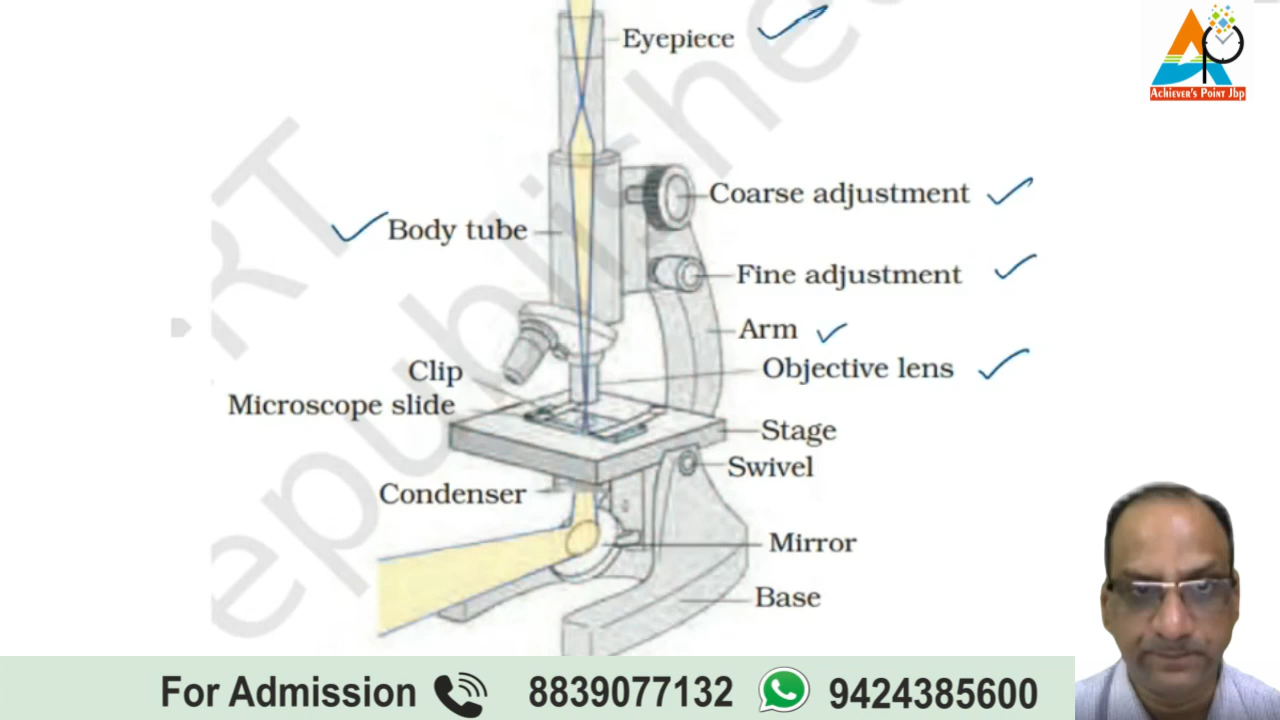 Eyepiece
ACHIEVER'S POINT Jbp
Coarse adjustment
Body tube
Fine adjustment
Arm
Objective lens
Clip
Microscope slide
Stage
Swivel
Condenser
Mirror
Base
For Admission 8839077132 9424385600